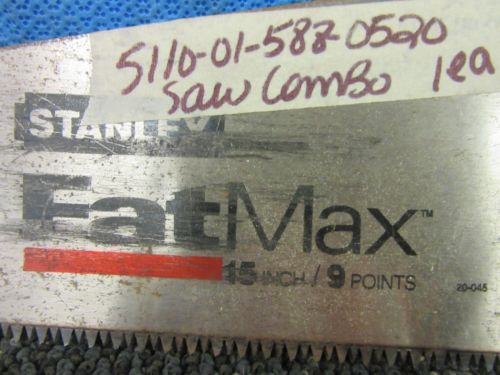 5110-01-588-0520
Saw Combo 1ea
STANLEY
FatMax™
15 INCH / 9 POINTS
20-045